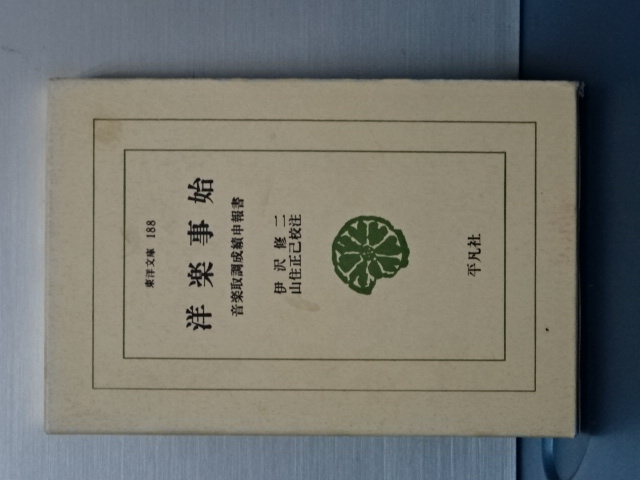 東洋文庫 188
洋楽事始
音楽取調成績申報書
伊沢修二
山住正己校注
平凡社